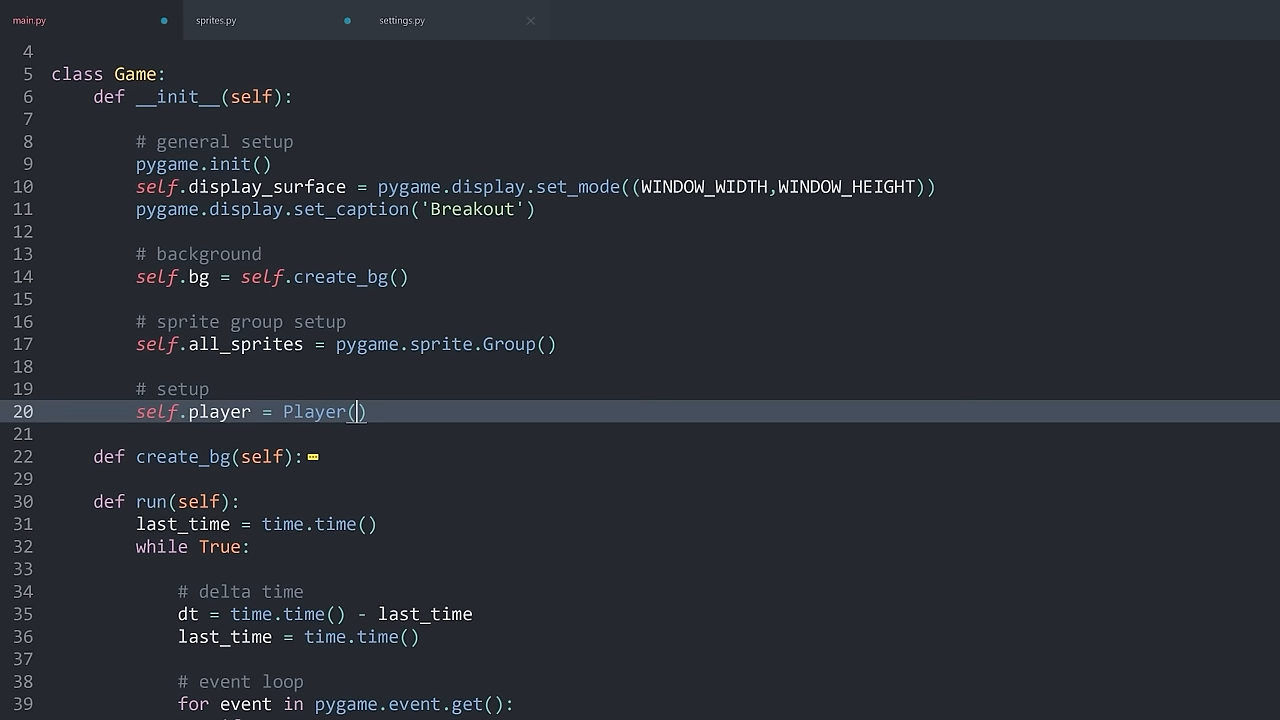 main.py sprites.py settings.py
4
5 class Game:
6     def __init__(self):
7
8         # general setup
9         pygame.init()
10         self.display_surface = pygame.display.set_mode((WINDOW_WIDTH,WINDOW_HEIGHT))
11         pygame.display.set_caption('Breakout')
12
13         # background
14         self.bg = self.create_bg()
15
16         # sprite group setup
17         self.all_sprites = pygame.sprite.Group()
18
19         # setup
20         self.player = Player()
21
22     def create_bg(self):
29
30     def run(self):
31         last_time = time.time()
32         while True:
33
34             # delta time
35             dt = time.time() - last_time
36             last_time = time.time()
37
38             # event loop
39             for event in pygame.event.get():